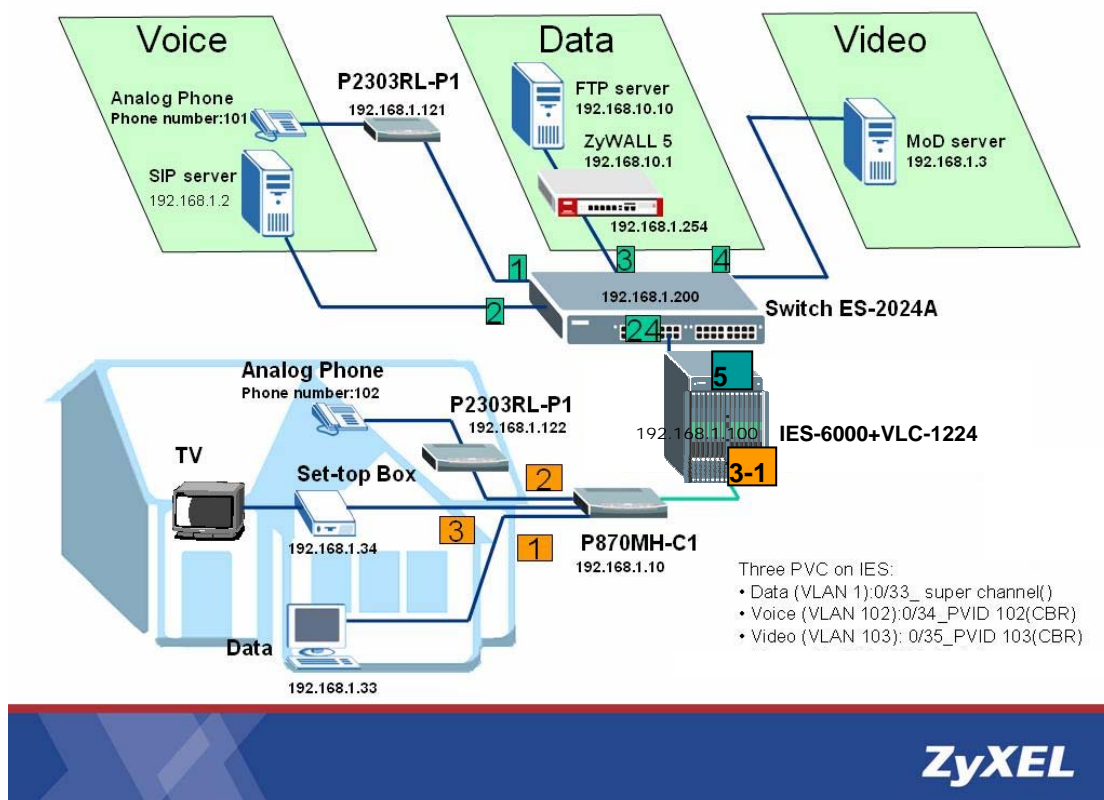 Voice
Data
Video
P2303RL-P1
192.168.1.121
Analog Phone
Phone number:101
SIP server
192.168.1.2
FTP server
192.168.10.10
ZyWALL 5
192.168.10.1
192.168.1.254
MoD server
192.168.1.3
1
2
3
4
192.168.1.200
24
Switch ES-2024A
5
192.168.1.100
IES-6000+VLC-1224
3-1
Analog Phone
Phone number:102
P2303RL-P1
192.168.1.122
TV
Set-top Box
192.168.1.34
2
3
1
P870MH-C1
192.168.1.10
Data
192.168.1.33
Three PVC on IES:
• Data (VLAN 1):0/33_ super channel()
• Voice (VLAN 102):0/34_PVID 102(CBR)
• Video (VLAN 103): 0/35_PVID 103(CBR)
ZyXEL